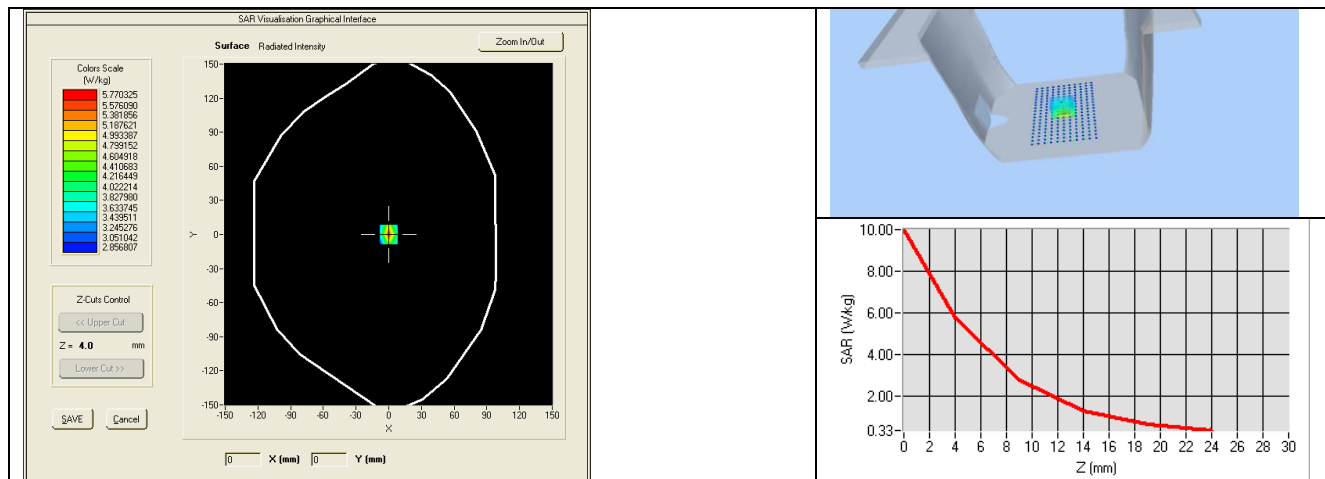 SAR Visualisation Graphical Interface
Surface Radiated Intensity
Zoom In/Out
Colors Scale
(W/kg)
5.770325
5.576090
5.381856
5.187621
4.993387
4.799152
4.604918
4.410683
4.216449
4.022214
3.827980
3.633745
3.439511
3.245276
3.051042
2.856807
Z-Cuts Control
<< Upper Cut
Z = 4.0 mm
Lower Cut >>
SAVE Cancel
150-
120-
90-
60-
30-
0-
-30-
-60-
-90-
-120-
-150-
Y
-150 -120 -90 -60 -30 0 30 60 90 120 150
X
0 X (mm) 0 Y (mm)
10.00-
8.00-
6.00-
4.00-
2.00-
0.33-
SAR (W/kg)
0 2 4 6 8 10 12 14 16 18 20 22 24 26 28 30
Z (mm)